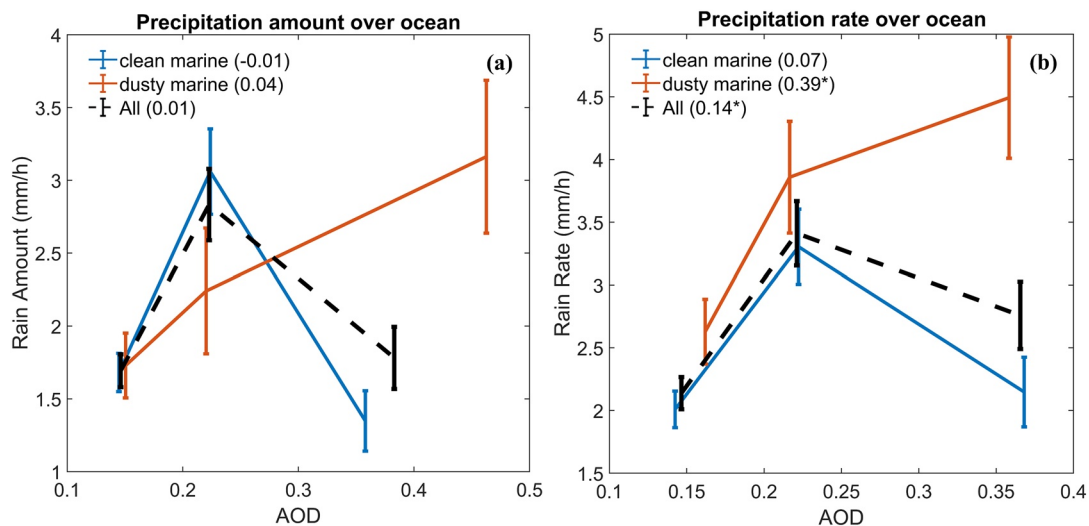 Precipitation amount over ocean
4
3.5
3
2.5
2
1.5
1
Rain Amount (mm/h)
clean marine (-0.01)
dusty marine (0.04)
All (0.01)
(a)
0.1
0.2
0.3
0.4
0.5
AOD
Precipitation rate over ocean
5
4.5
4
3.5
3
2.5
2
1.5
Rain Rate (mm/h)
clean marine (0.07)
dusty marine (0.39*)
All (0.14*)
(b)
0.1
0.15
0.2
0.25
0.3
0.35
0.4
AOD